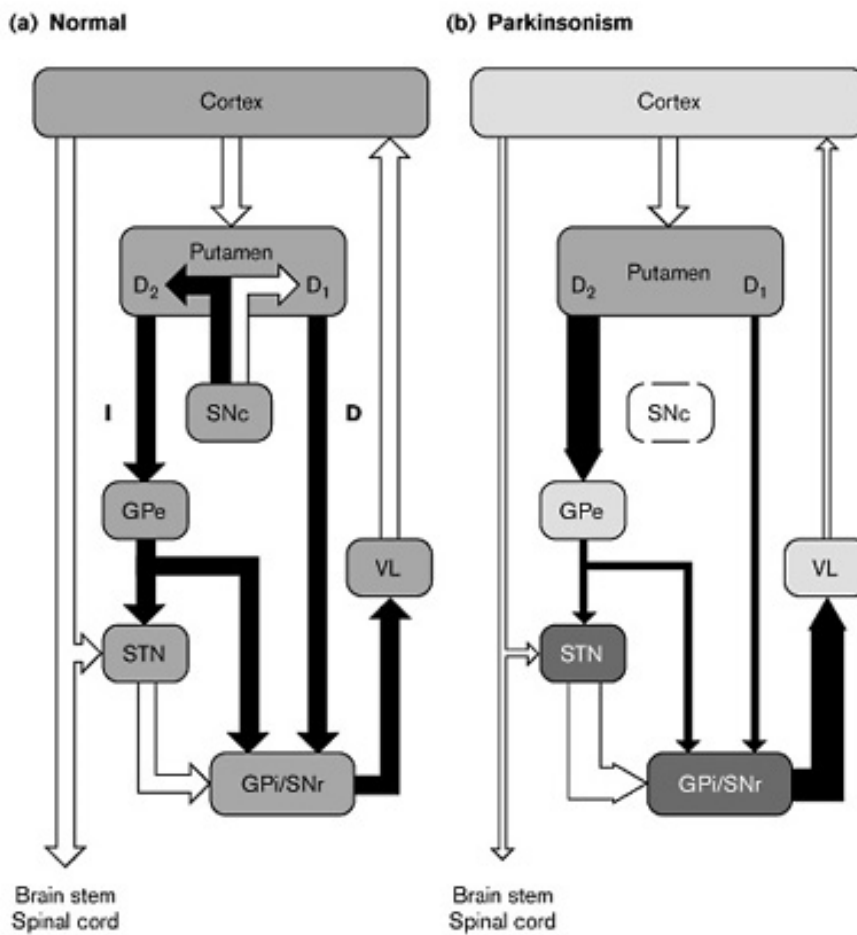 (a) Normal
Cortex
Putamen
D2 D1
SNc
I D
GPe
VL
STN
GPi/SNr
Brain stem
Spinal cord
(b) Parkinsonism
Cortex
Putamen
D2 D1
SNc
GPe
VL
STN
GPi/SNr
Brain stem
Spinal cord